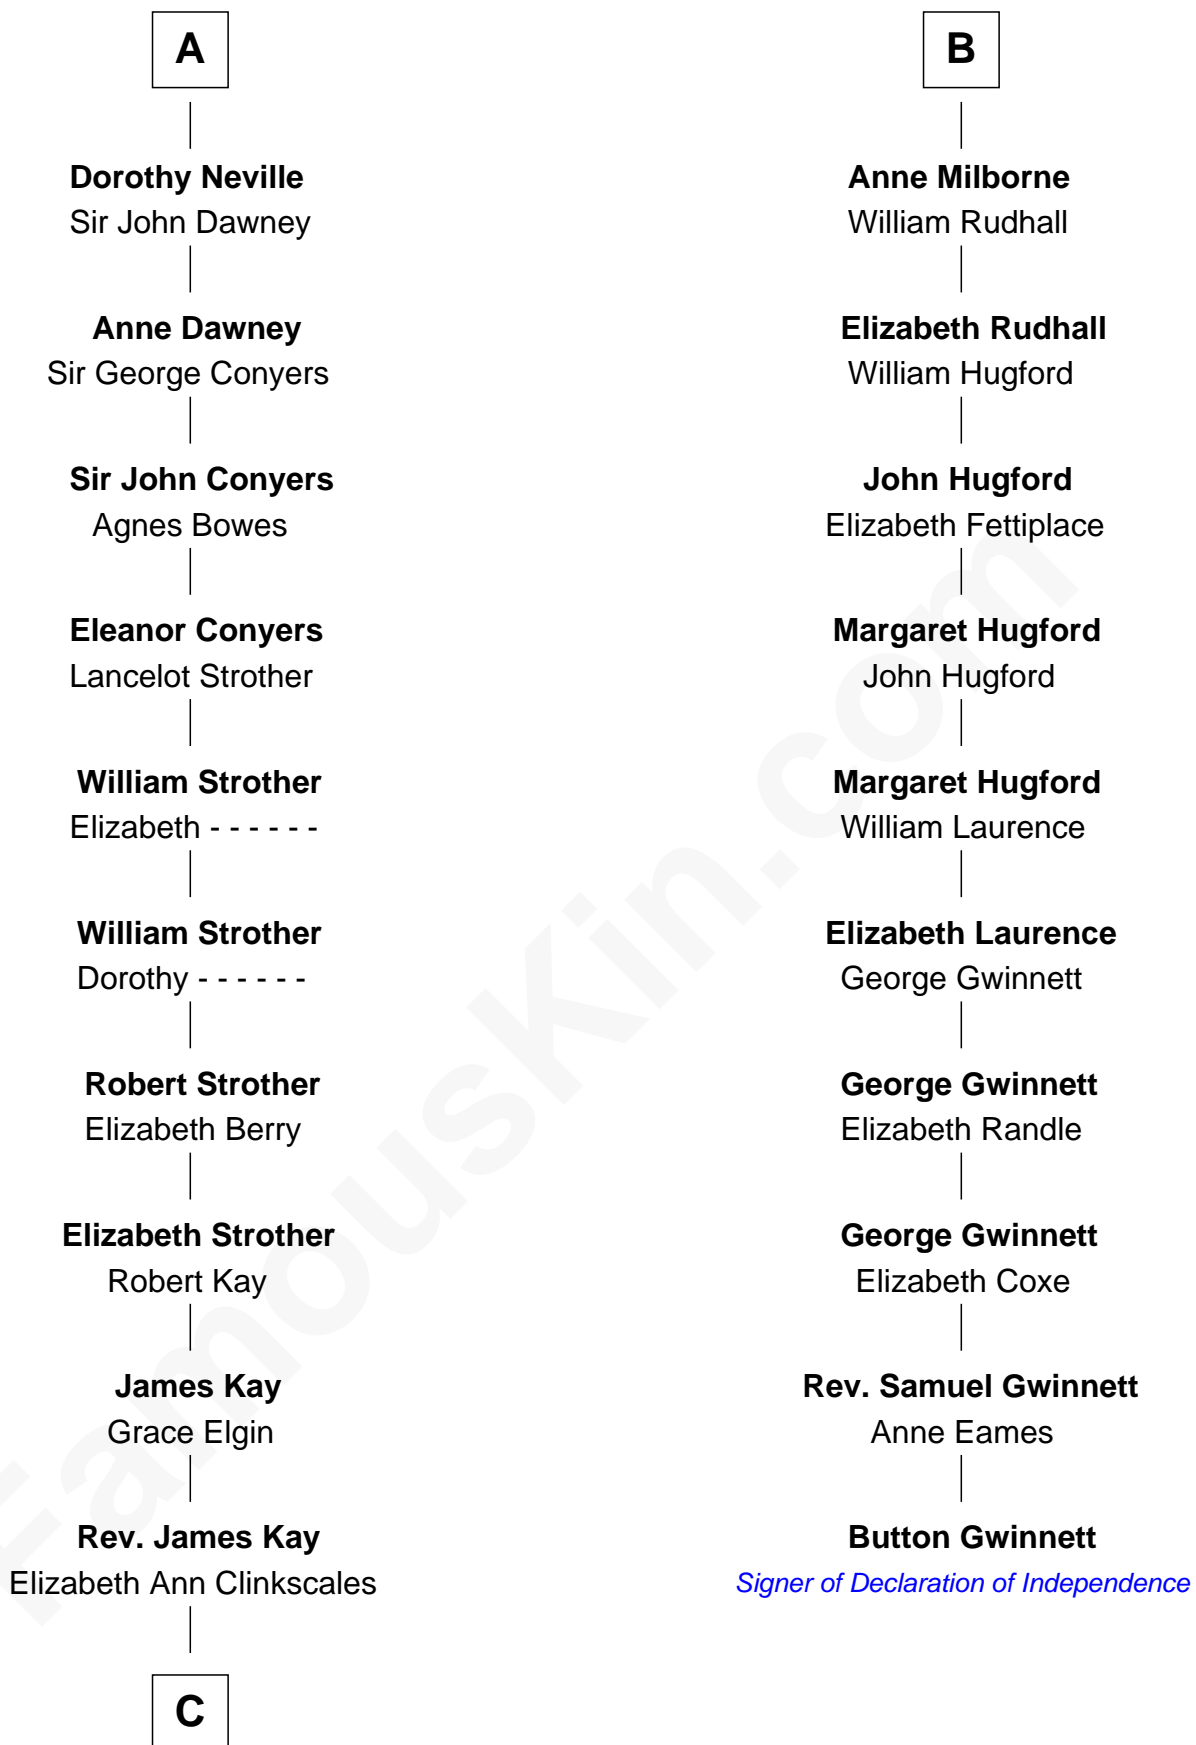 A
Dorothy Neville
Sir John Dawney
Anne Dawney
Sir George Conyers
Sir John Conyers
Agnes Bowes
Eleanor Conyers
Lancelot Strother
William Strother
Elizabeth - - - - - -
William Strother
Dorothy - - - - - -
Robert Strother
Elizabeth Berry
Elizabeth Strother
Robert Kay
James Kay
Grace Elgin
Rev. James Kay
Elizabeth Ann Clinkscales
C
B
Anne Milborne
William Rudhall
Elizabeth Rudhall
William Hugford
John Hugford
Elizabeth Fettiplace
Margaret Hugford
John Hugford
Margaret Hugford
William Laurence
Elizabeth Laurence
George Gwinnett
George Gwinnett
Elizabeth Randle
George Gwinnett
Elizabeth Coxe
Rev. Samuel Gwinnett
Anne Eames
Button Gwinnett
Signer of Declaration of Independence
FamousKin.com